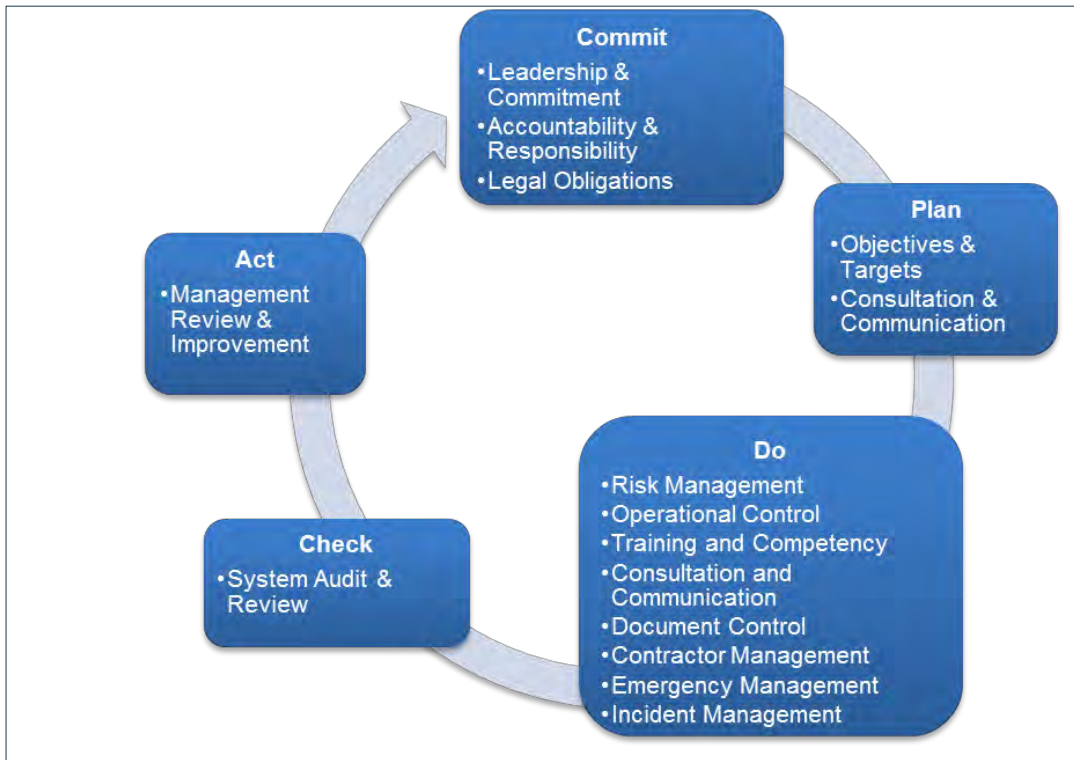 Commit
•Leadership &
Commitment
•Accountability &
Responsibility
•Legal Obligations
Plan
•Objectives &
Targets
•Consultation &
Communication
Do
•Risk Management
•Operational Control
•Training and Competency
•Consultation and
Communication
•Document Control
•Contractor Management
•Emergency Management
•Incident Management
Check
•System Audit &
Review
Act
•Management
Review &
Improvement